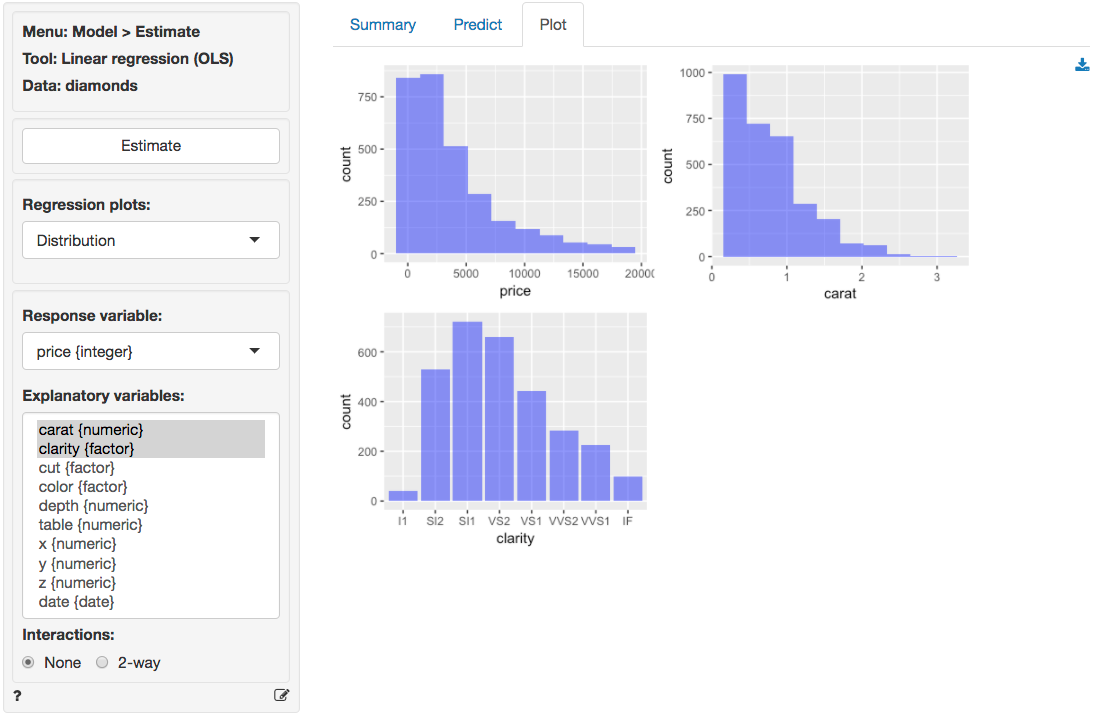 Menu: Model > Estimate
Tool: Linear regression (OLS)
Data: diamonds
Estimate
Regression plots:
Distribution
Response variable:
price {integer}
Explanatory variables:
carat {numeric}
clarity {factor}
cut {factor}
color {factor}
depth {numeric}
table {numeric}
x {numeric}
y {numeric}
z {numeric}
date {date}
Interactions:
None 2-way
?
Summary Predict Plot
750
500
250
0
count
0 5000 10000 15000 20000
price
1000
750
500
250
0
count
0 1 2 3
carat
600
400
200
0
count
I1 SI2 SI1 VS2 VS1 VVS2 VVS1 IF
clarity